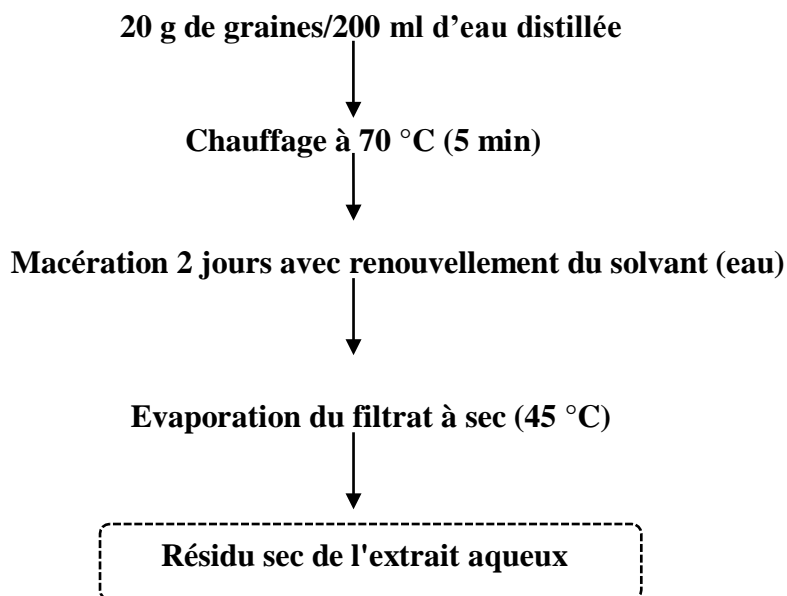 20 g de graines/200 ml d’eau distillée
Chauffage à 70 °C (5 min)
Macération 2 jours avec renouvellement du solvant (eau)
Evaporation du filtrat à sec (45 °C)
Résidu sec de l'extrait aqueux